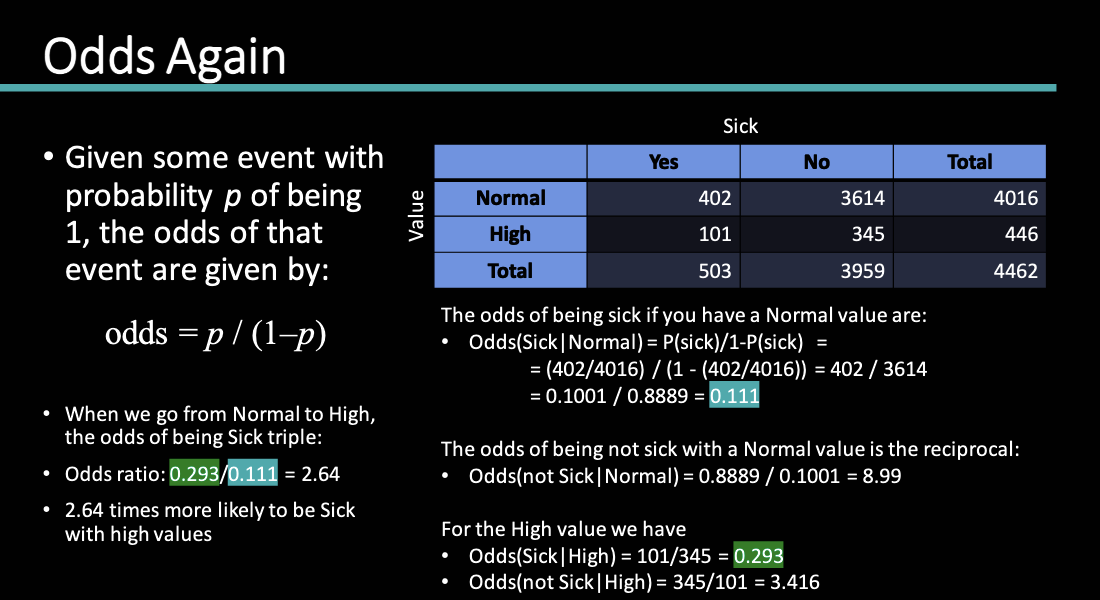 Odds Again
• Given some event with
probability p of being
1, the odds of that
event are given by:
odds = p / (1–p)
• When we go from Normal to High,
the odds of being Sick triple:
• Odds ratio: 0.293/0.111 = 2.64
• 2.64 times more likely to be Sick
with high values
Sick
Value
Yes No Total
Normal 402 3614 4016
High 101 345 446
Total 503 3959 4462
The odds of being sick if you have a Normal value are:
• Odds(Sick|Normal) = P(sick)/1-P(sick) =
= (402/4016) / (1 - (402/4016)) = 402 / 3614
= 0.1001 / 0.8889 = 0.111
The odds of being not sick with a Normal value is the reciprocal:
• Odds(not Sick|Normal) = 0.8889 / 0.1001 = 8.99
For the High value we have
• Odds(Sick|High) = 101/345 = 0.293
• Odds(not Sick|High) = 345/101 = 3.416